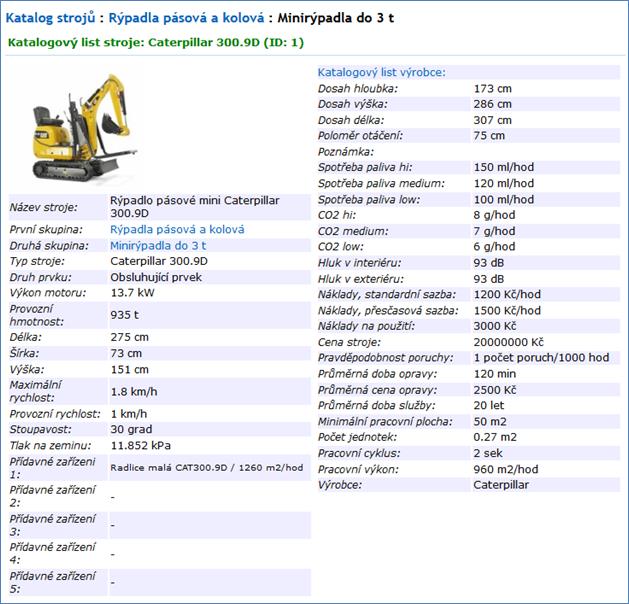 Katalog strojů : Rýpadla pásová a kolová : Minirýpadla do 3 t
Katalogový list stroje: Caterpillar 300.9D (ID: 1)
Název stroje: Rýpadlo pásové mini Caterpillar
300.9D
První skupina: Rýpadla pásová a kolová
Druhá skupina: Minirýpadla do 3 t
Typ stroje: Caterpillar 300.9D
Druh prvku: Obsluhující prvek
Výkon motoru: 13.7 kW
Provozní
hmotnost: 935 t
Délka: 275 cm
Šířka: 73 cm
Výška: 151 cm
Maximální
rychlost: 1.8 km/h
Provozní rychlost: 1 km/h
Stoupavost: 30 grad
Tlak na zeminu: 11.852 kPa
Přídavné zařízeni
1: Radlice malá CAT300.9D / 1260 m2/hod
Přídavné zařízení
2: -
Přídavné zařízení
3: -
Přídavné zařízení
4: -
Přídavné zařízení
5: -
Katalogový list výrobce:
Dosah hloubka: 173 cm
Dosah výška: 286 cm
Dosah délka: 307 cm
Poloměr otáčení: 75 cm
Poznámka:
Spotřeba paliva hi: 150 ml/hod
Spotřeba paliva medium: 120 ml/hod
Spotřeba paliva low: 100 ml/hod
CO2 hi: 8 g/hod
CO2 medium: 7 g/hod
CO2 low: 6 g/hod
Hluk v interiéru: 93 dB
Hluk v exteriéru: 93 dB
Náklady, standardní sazba: 1200 Kč/hod
Náklady, přesčasová sazba: 1500 Kč/hod
Náklady na použití: 3000 Kč
Cena stroje: 20000000 Kč
Pravděpodobnost poruchy: 1 počet poruch/1000 hod
Průměrná doba opravy: 120 min
Průměrná cena opravy: 2500 Kč
Průměrná doba služby: 20 let
Minimální pracovní plocha: 50 m2
Počet jednotek: 0.27 m2
Pracovní cyklus: 2 sek
Pracovní výkon: 960 m2/hod
Výrobce: Caterpillar